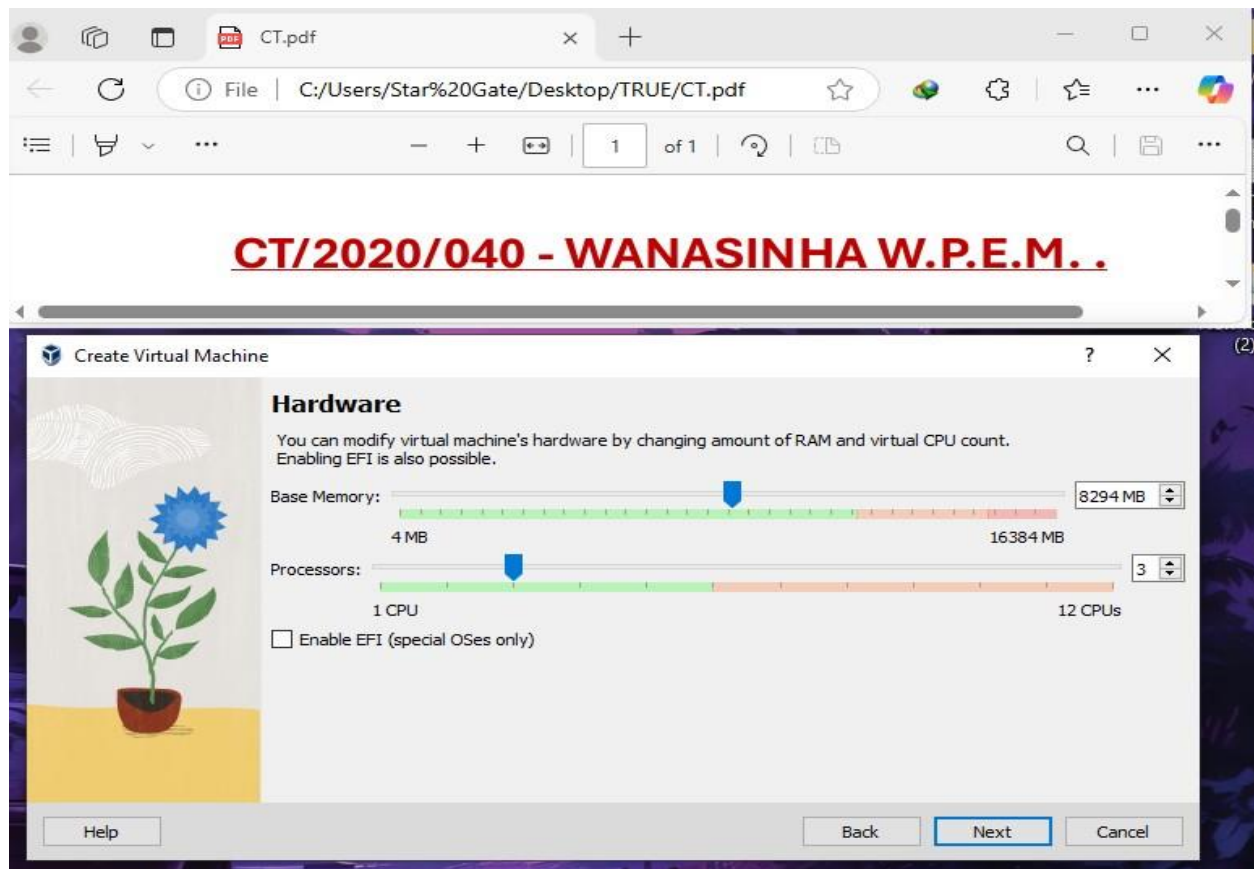 CT.pdf
File | C:/Users/Star%20Gate/Desktop/TRUE/CT.pdf
1 of 1
CT/2020/040 - WANASINHA W.P.E.M. .
(2)
Create Virtual Machine
Hardware
You can modify virtual machine's hardware by changing amount of RAM and virtual CPU count.
Enabling EFI is also possible.
Base Memory: 8294 MB
4 MB 16384 MB
Processors: 3
1 CPU 12 CPUs
Enable EFI (special OSes only)
Help Back Next Cancel